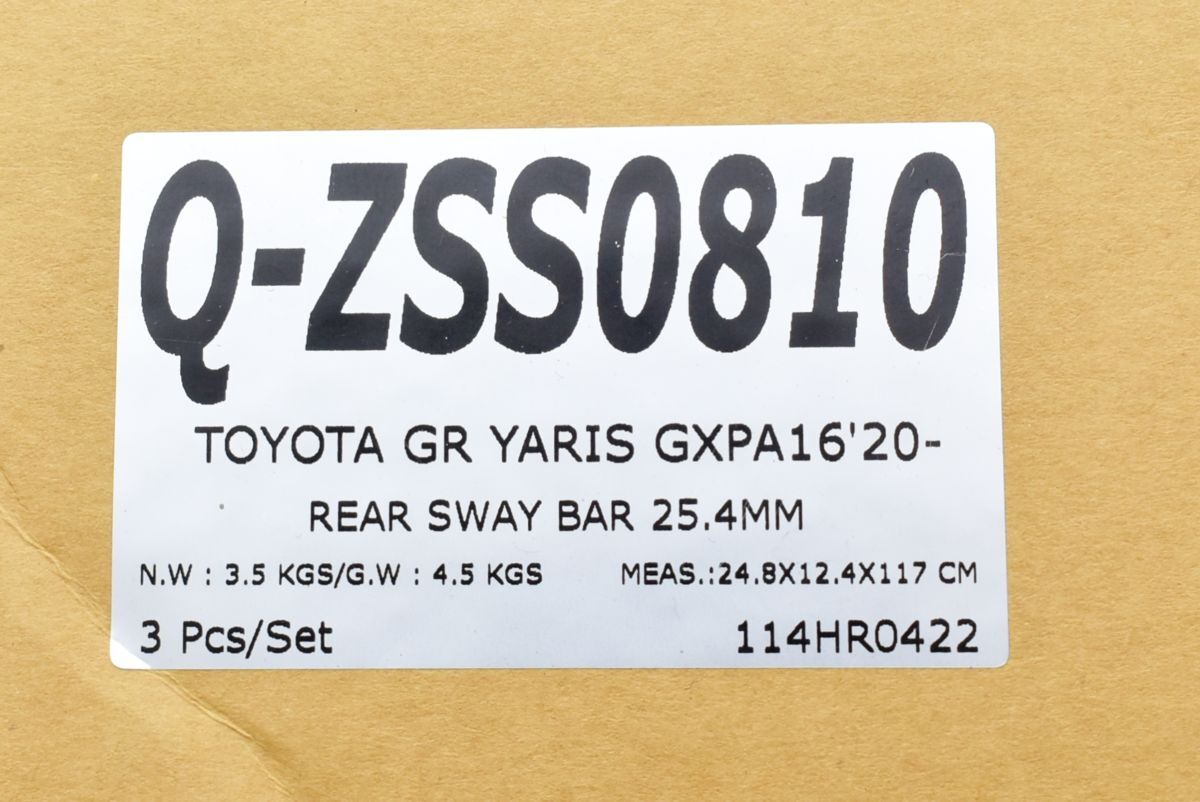 Q-ZSS0810
TOYOTA GR YARIS GXPA16'20-
REAR SWAY BAR 25.4MM
N.W : 3.5 KGS/G.W : 4.5 KGS MEAS.:24.8X12.4X117 CM
3 Pcs/Set 114HR0422